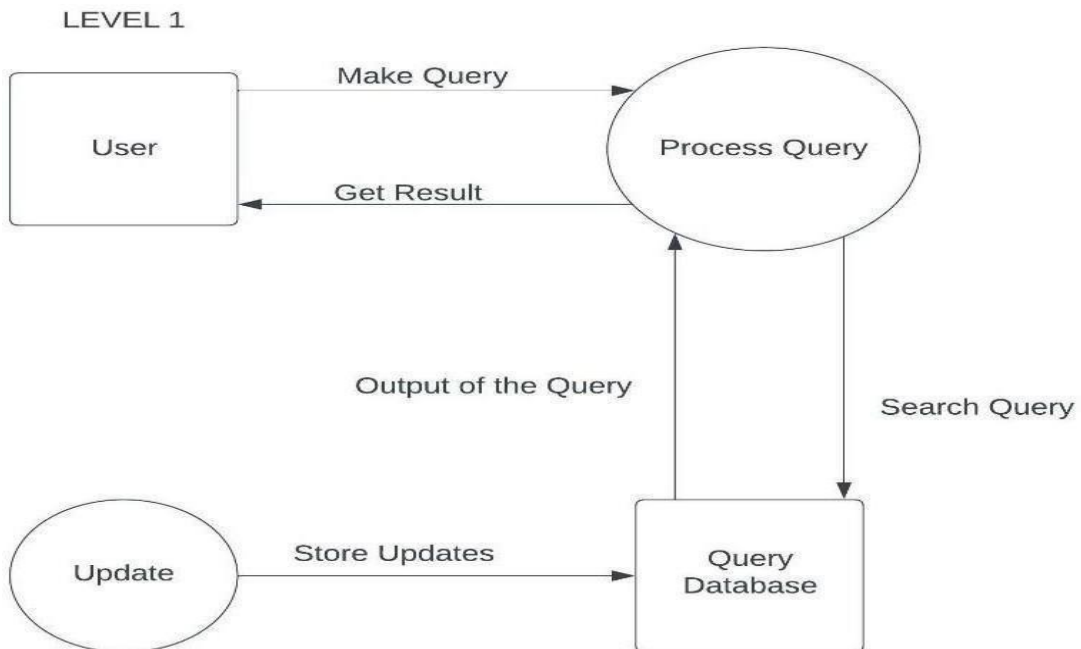 LEVEL 1
Make Query
User
Process Query
Get Result
Output of the Query
Search Query
Store Updates
Update
Query
Database